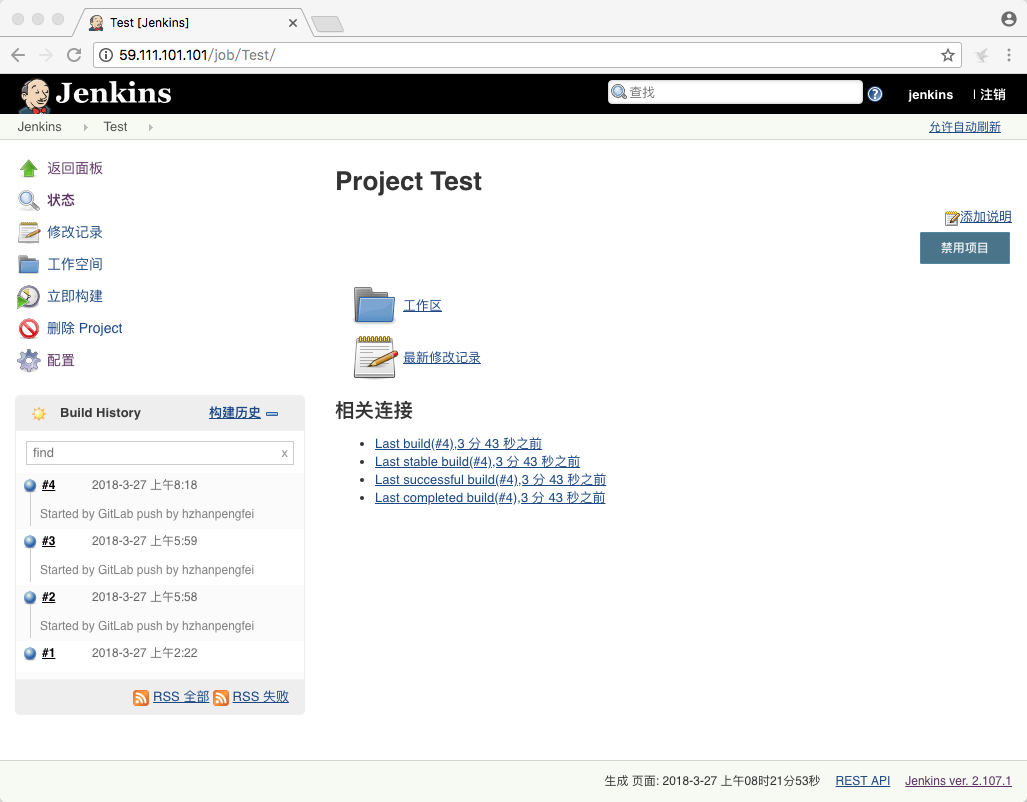 Test [Jenkins]
59.111.101.101/job/Test/
Jenkins
查找
jenkins
注销
Jenkins
Test
允许自动刷新
返回面板
状态
修改记录
工作空间
立即构建
删除 Project
配置
Project Test
添加说明
禁用项目
工作区
最新修改记录
相关连接
Last build(#4),3 分 43 秒之前
Last stable build(#4),3 分 43 秒之前
Last successful build(#4),3 分 43 秒之前
Last completed build(#4),3 分 43 秒之前
Build History 构建历史
find x
#4 2018-3-27 上午8:18
Started by GitLab push by hzhanpengfei
#3 2018-3-27 上午5:59
Started by GitLab push by hzhanpengfei
#2 2018-3-27 上午5:58
Started by GitLab push by hzhanpengfei
#1 2018-3-27 上午2:22
RSS 全部 RSS 失败
生成 页面: 2018-3-27 上午08时21分53秒 REST API Jenkins ver. 2.107.1